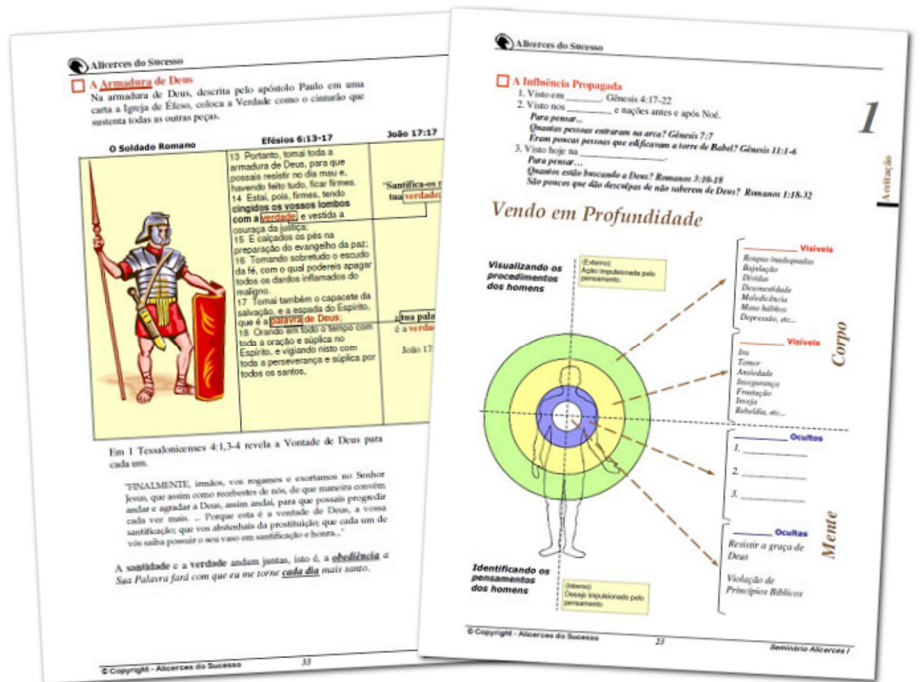 Alicerces do Sucesso
A Armadura de Deus
Na armadura de Deus, descrita pelo apóstolo Paulo em uma
carta a Igreja de Éfeso, coloca a Verdade como o cinturão que
sustenta todas as outras peças.
O Soldado Romano
Efésios 6:13-17
João 17:17
13 Portanto, tomai toda a
armadura de Deus, para que
possais resistir no dia mau e,
havendo feito tudo, ficar firmes.
14 Estai, pois, firmes, tendo
cingidos os vossos lombos
com a verdade, e vestida a
couraça da justiça;
15 E calçados os pés na
preparação do evangelho da paz;
16 Tomando sobretudo o escudo
da fé, com o qual podereis apagar
todos os dardos inflamados do
maligno.
17 Tomai também o capacete da
salvação, e a espada do Espírito,
que é a palavra de Deus;
18 Orando em todo o tempo com
toda a oração e súplica no
Espírito, e vigiando nisto com
toda a perseverança e súplica por
todos os santos,
"Santifica-os
tua verdade;
tua
é a
João 17
Em 1 Tessalonicenses 4:1,3-4 revela a Vontade de Deus para
cada um.
"FINALMENTE, irmãos, vos rogamos e exortamos no Senhor
Jesus, que assim como recebestes de nós, de que maneira convém
andar e agradar a Deus, assim andai, para que possais progredir
cada vez mais. ... Porque esta é a vontade de Deus, a vossa
santificação; que vos abstenhais da prostituição; que cada um de
vós saiba possuir o seu vaso em santificação e honra..."
A santidade e a verdade andam juntas, isto é, a obediência a
Sua Palavra fará com que eu me torne cada dia mais santo.
© Copyright - Alicerces do Sucesso
33
Alicerces do Sucesso
A Influência Propagada
1. Visto em _______. Gênesis 4:17-22
2. Visto nos _________ e nações antes e após Noé.
Para pensar...
Quantas pessoas entraram na arca? Gênesis 7:7
Eram poucas pessoas que edificavam a torre de Babel? Gênesis 11:1-6
3. Visto hoje na _________________.
Para pensar...
Quantos estão buscando a Deus? Romanos 3:10-18
São poucos que dão desculpas de não saberem de Deus? Romanos 1:18-32
1
Aceitação
Vendo em Profundidade
Visualizando os
procedimentos
dos homens
(Externo)
Ação impulsionada pelo
pensamento.
_________ Visíveis
Roupas inadequadas
Bajulação
Dívidas
Desonestidade
Maledicência
Maus hábitos
Depressão, etc...
_________ Visíveis
Ira
Temor
Ansiedade
Insegurança
Frustação
Inveja
Rebeldia, etc...
Corpo
_________ Ocultos
1. ____________
2. ____________
3. ____________
_________ Ocultas
Resistir a graça de
Deus
Violação de
Princípios Bíblicos
Mente
Identificando os
pensamentos
dos homens
(Interno)
Desejo impulsionado pelo
pensamento
© Copyright - Alicerces do Sucesso
23
Seminário Alicerces I